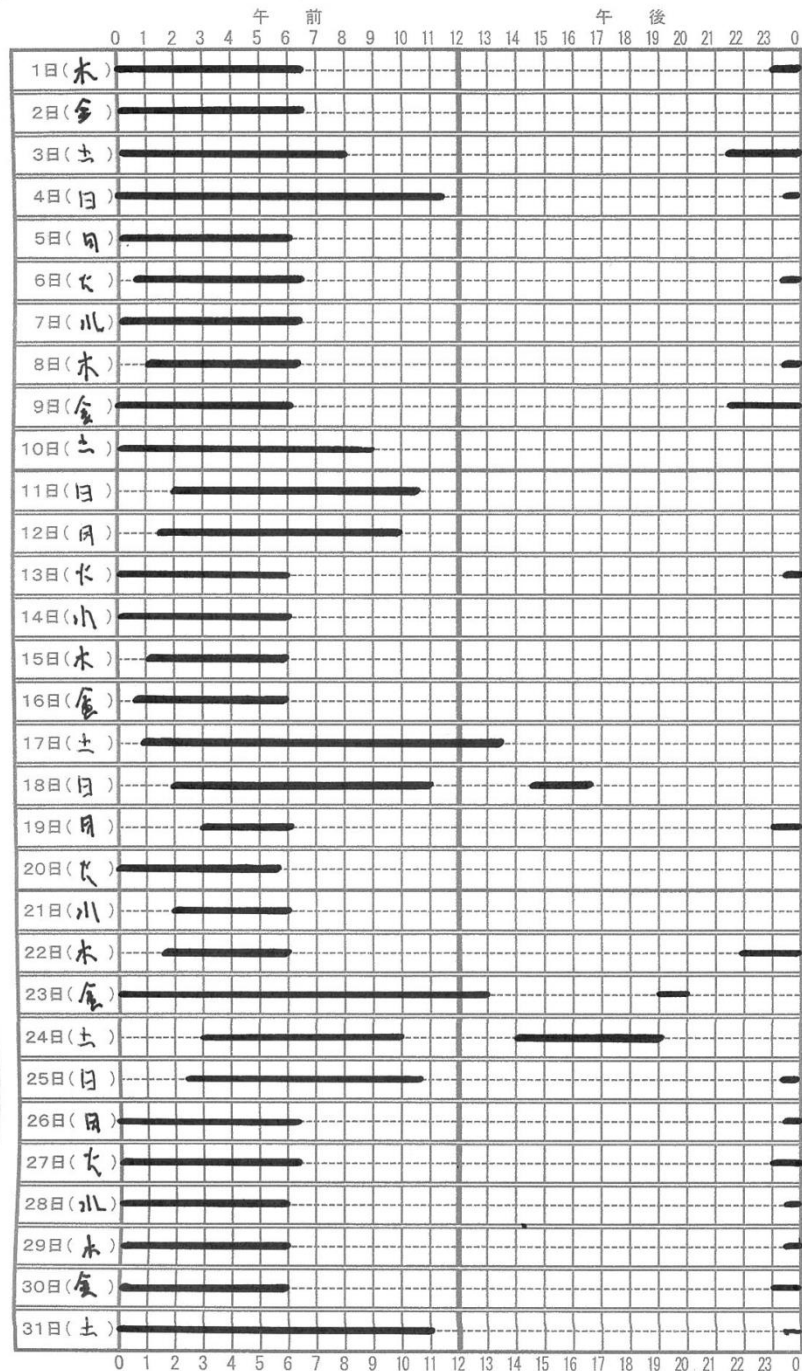 午 前 午 後
0 1 2 3 4 5 6 7 8 9 10 11 12 13 14 15 16 17 18 19 20 21 22 23 0
1日(木)
2日(金)
3日(土)
4日(日)
5日(月)
6日(火)
7日(水)
8日(木)
9日(金)
10日(土)
11日(日)
12日(月)
13日(火)
14日(水)
15日(木)
16日(金)
17日(土)
18日(日)
19日(月)
20日(火)
21日(水)
22日(木)
23日(金)
24日(土)
25日(日)
26日(月)
27日(火)
28日(水)
29日(木)
30日(金)
31日(土)
0 1 2 3 4 5 6 7 8 9 10 11 12 13 14 15 16 17 18 19 20 21 22 23 0